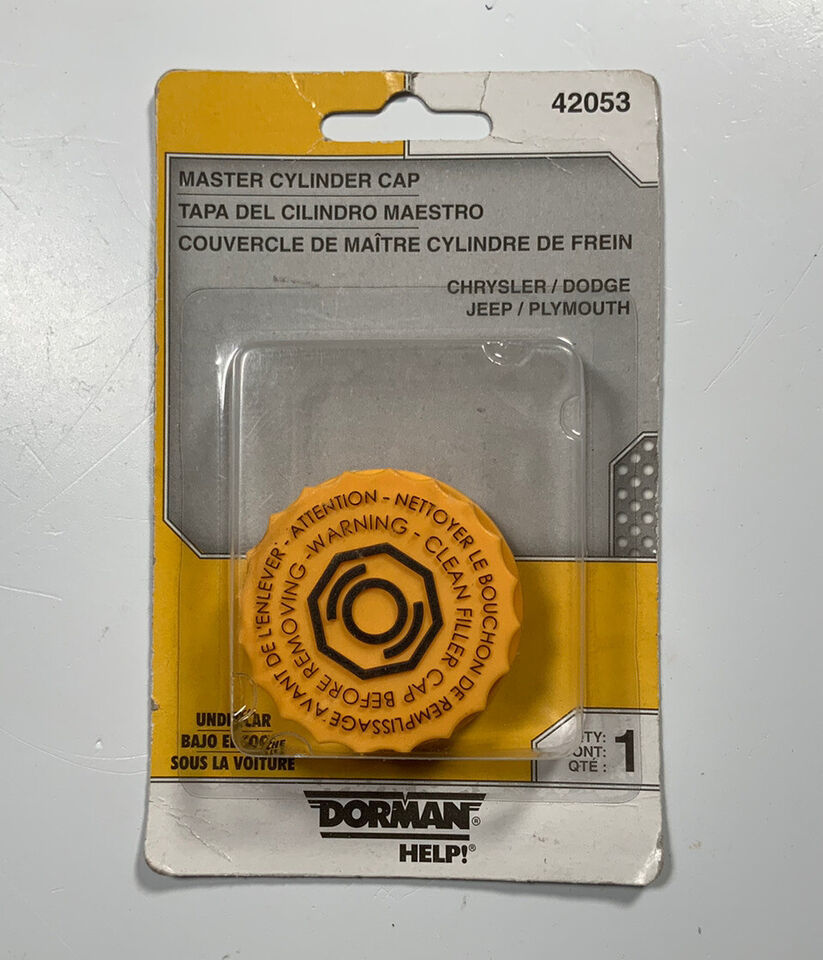 42053
MASTER CYLINDER CAP
TAPA DEL CILINDRO MAESTRO
COUVERCLE DE MAÎTRE CYLINDRE DE FREIN
CHRYSLER / DODGE
JEEP / PLYMOUTH
ATTENTION - NETTOYER LE BOUCHON DE REMPLISSAGE AVANT DE L'ENLEVER -
WARNING - CLEAN FILLER CAP BEFORE REMOVING -
CAR
BAJO
SOUS LA VOITURE
QTÉ : 1
DORMAN®
HELP!®